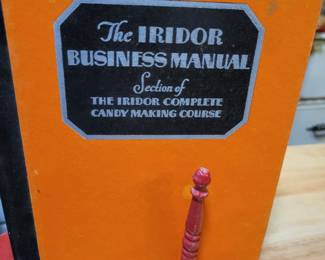 The IRIDOR
BUSINESS MANUAL
Section of
THE IRIDOR COMPLETE
CANDY MAKING COURSE